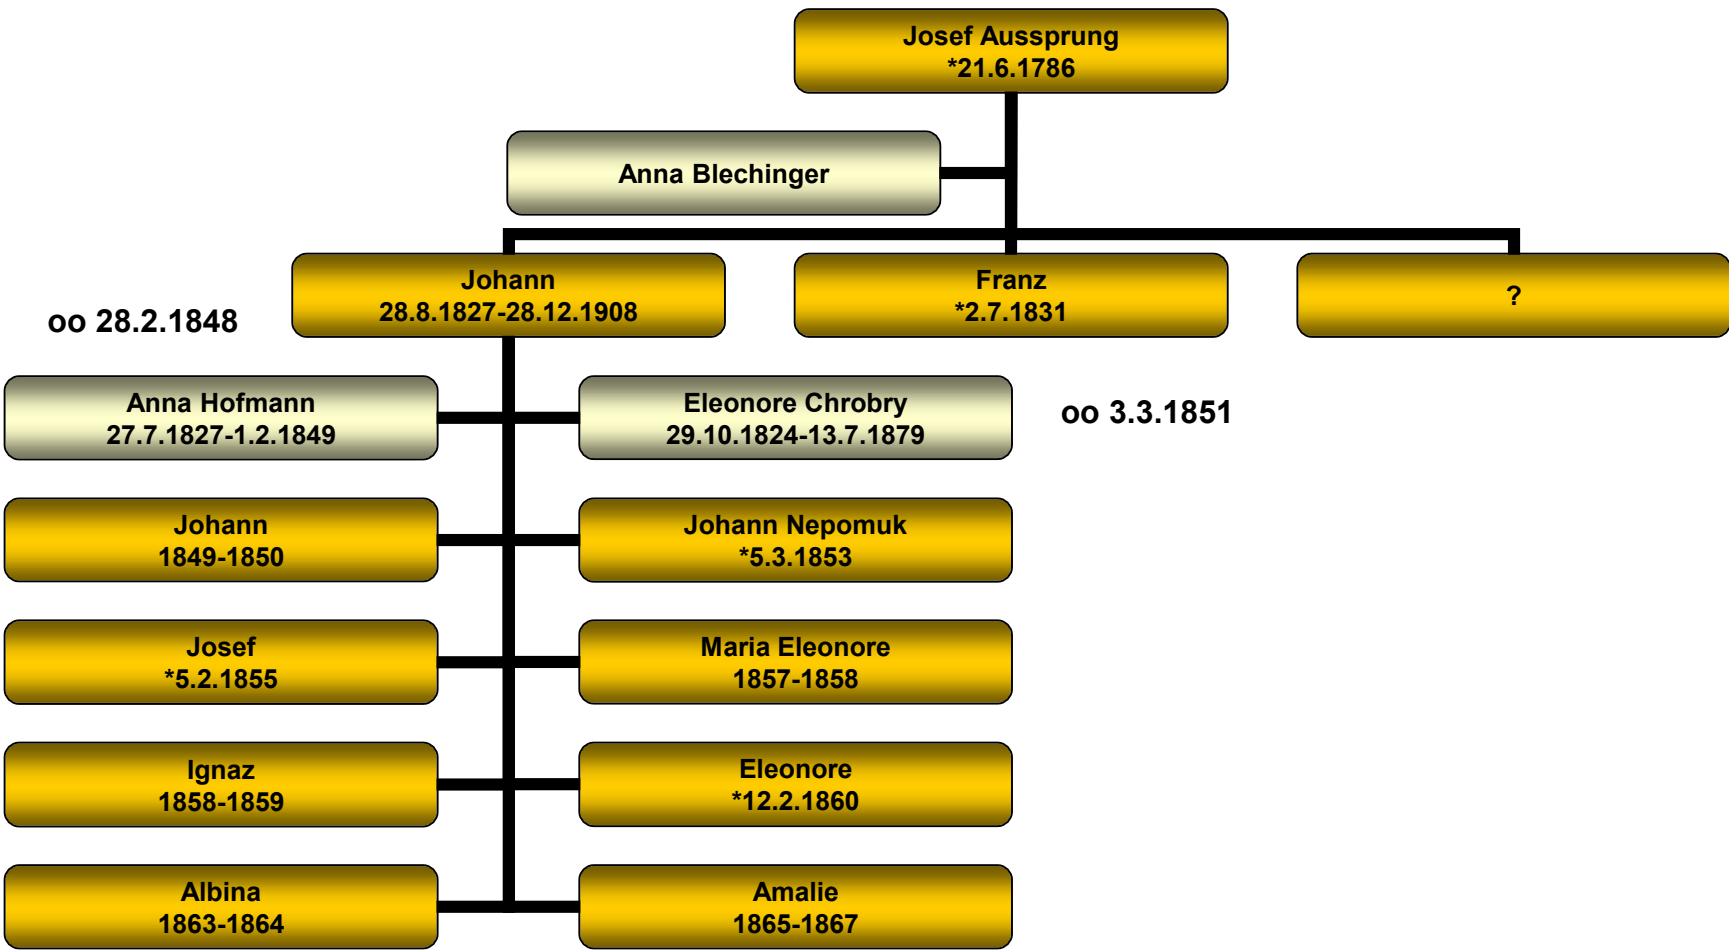 Josef Aussprung
*21.6.1786
Anna Blechinger
Johann
28.8.1827-28.12.1908
Franz
*2.7.1831
?
oo 28.2.1848
Anna Hofmann
27.7.1827-1.2.1849
Eleonore Chrobry
29.10.1824-13.7.1879
oo 3.3.1851
Johann
1849-1850
Johann Nepomuk
*5.3.1853
Josef
*5.2.1855
Maria Eleonore
1857-1858
Ignaz
1858-1859
Eleonore
*12.2.1860
Albina
1863-1864
Amalie
1865-1867